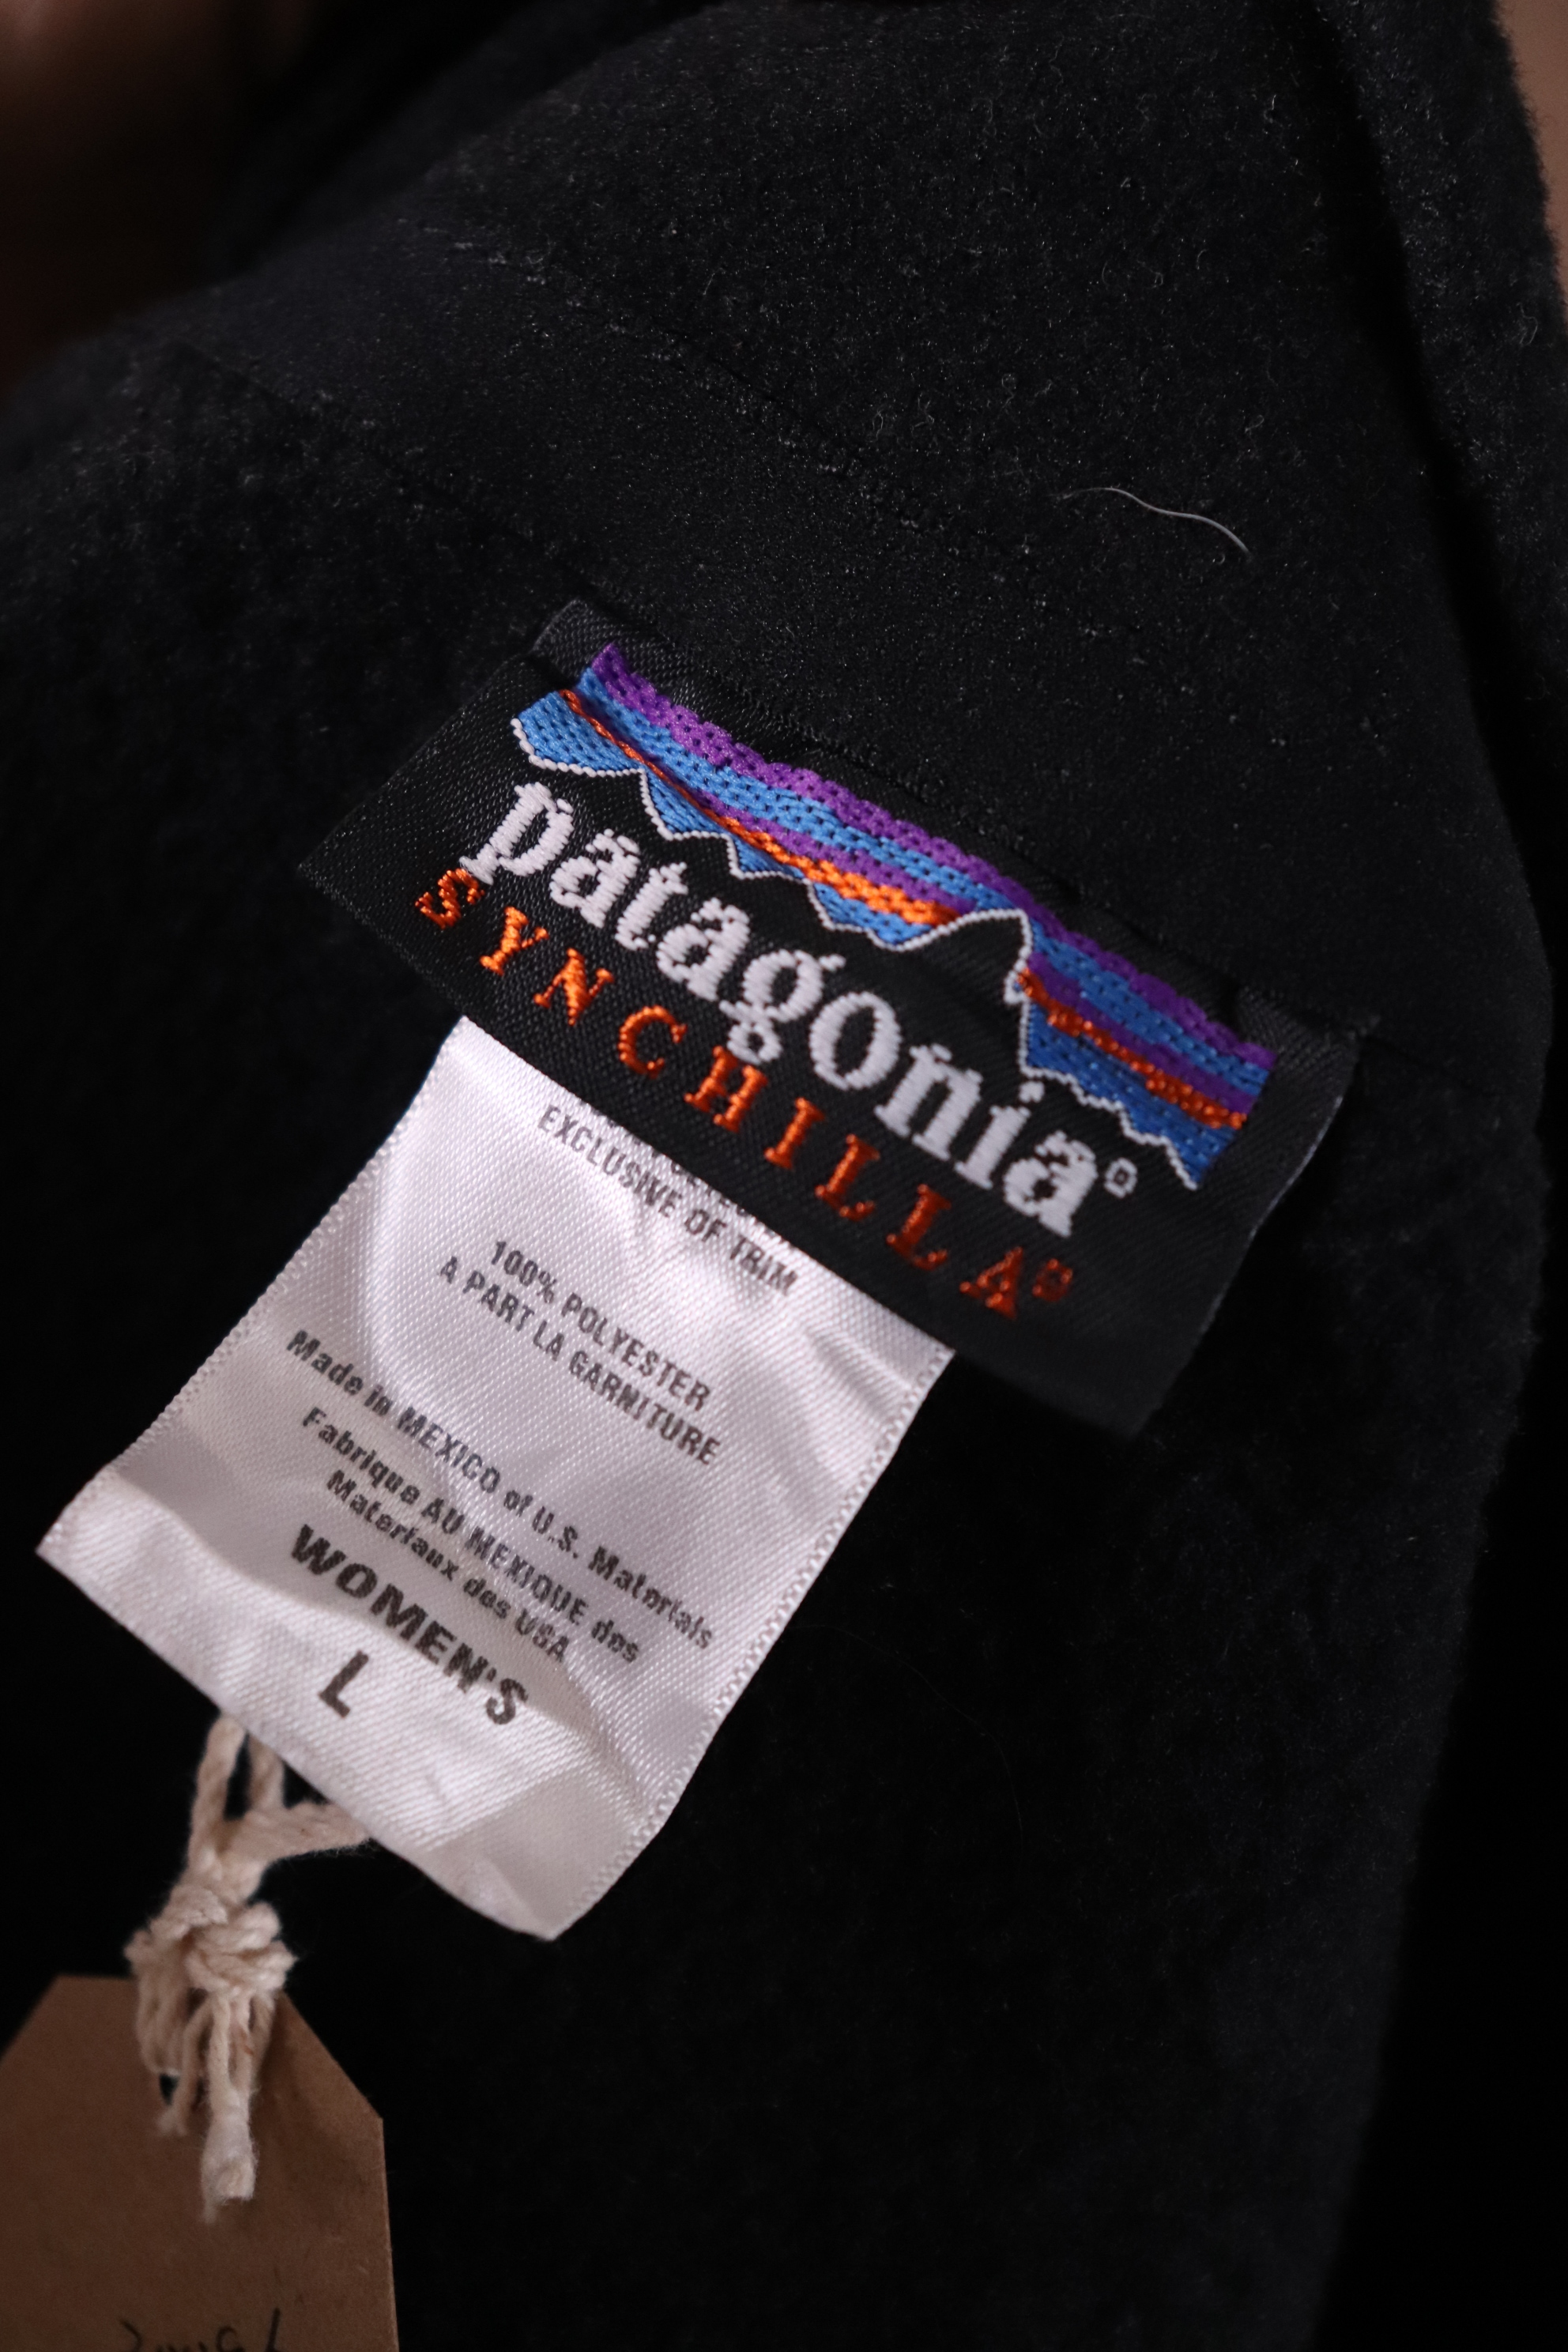 patagonia®
SYNCHILLA®
EXCLUSIVE OF TRIM
100% POLYESTER
A PART LA GARNITURE
Made in MEXICO of U.S. Materials
Fabrique AU MEXIQUE des
Materiaux des USA
WOMEN'S
L